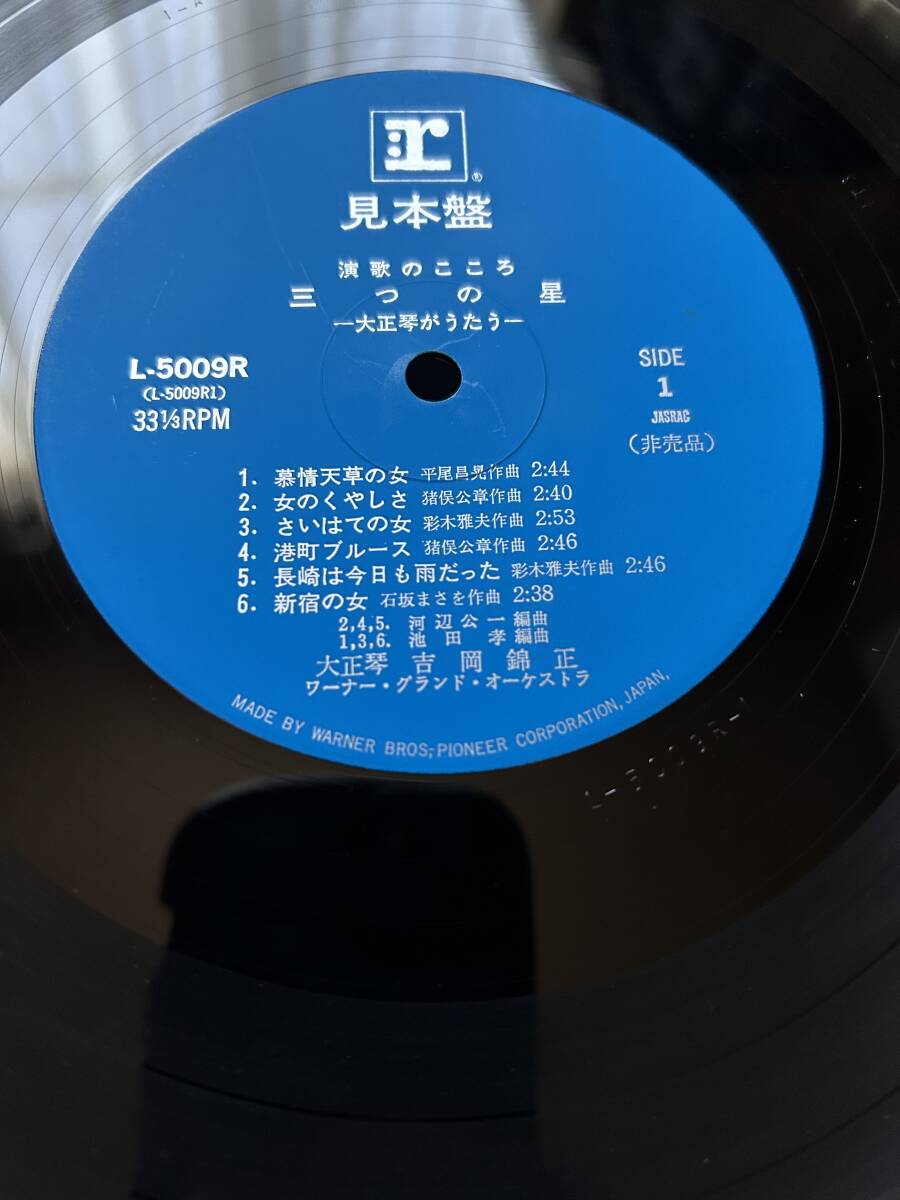 r
®
見本盤
演歌のこころ
三つの星
―大正琴がうたう―
L-5009R
(L-5009R1)
33⅓RPM
SIDE
1
JASRAC
(非売品)
1. 慕情天草の女 平尾昌晃作曲 2:44
2. 女のくやしさ 猪俣公章作曲 2:40
3. さいはての女 彩木雅夫作曲 2:53
4. 港町ブルース 猪俣公章作曲 2:46
5. 長崎は今日も雨だった 彩木雅夫作曲 2:46
6. 新宿の女 石坂まさを作曲 2:38
2,4,5. 河辺公一編曲
1,3,6. 池田孝編曲
大正琴 吉岡錦正
ワーナー・グランド・オーケストラ
MADE BY WARNER BROS;-PIONEER CORPORATION, JAPAN,